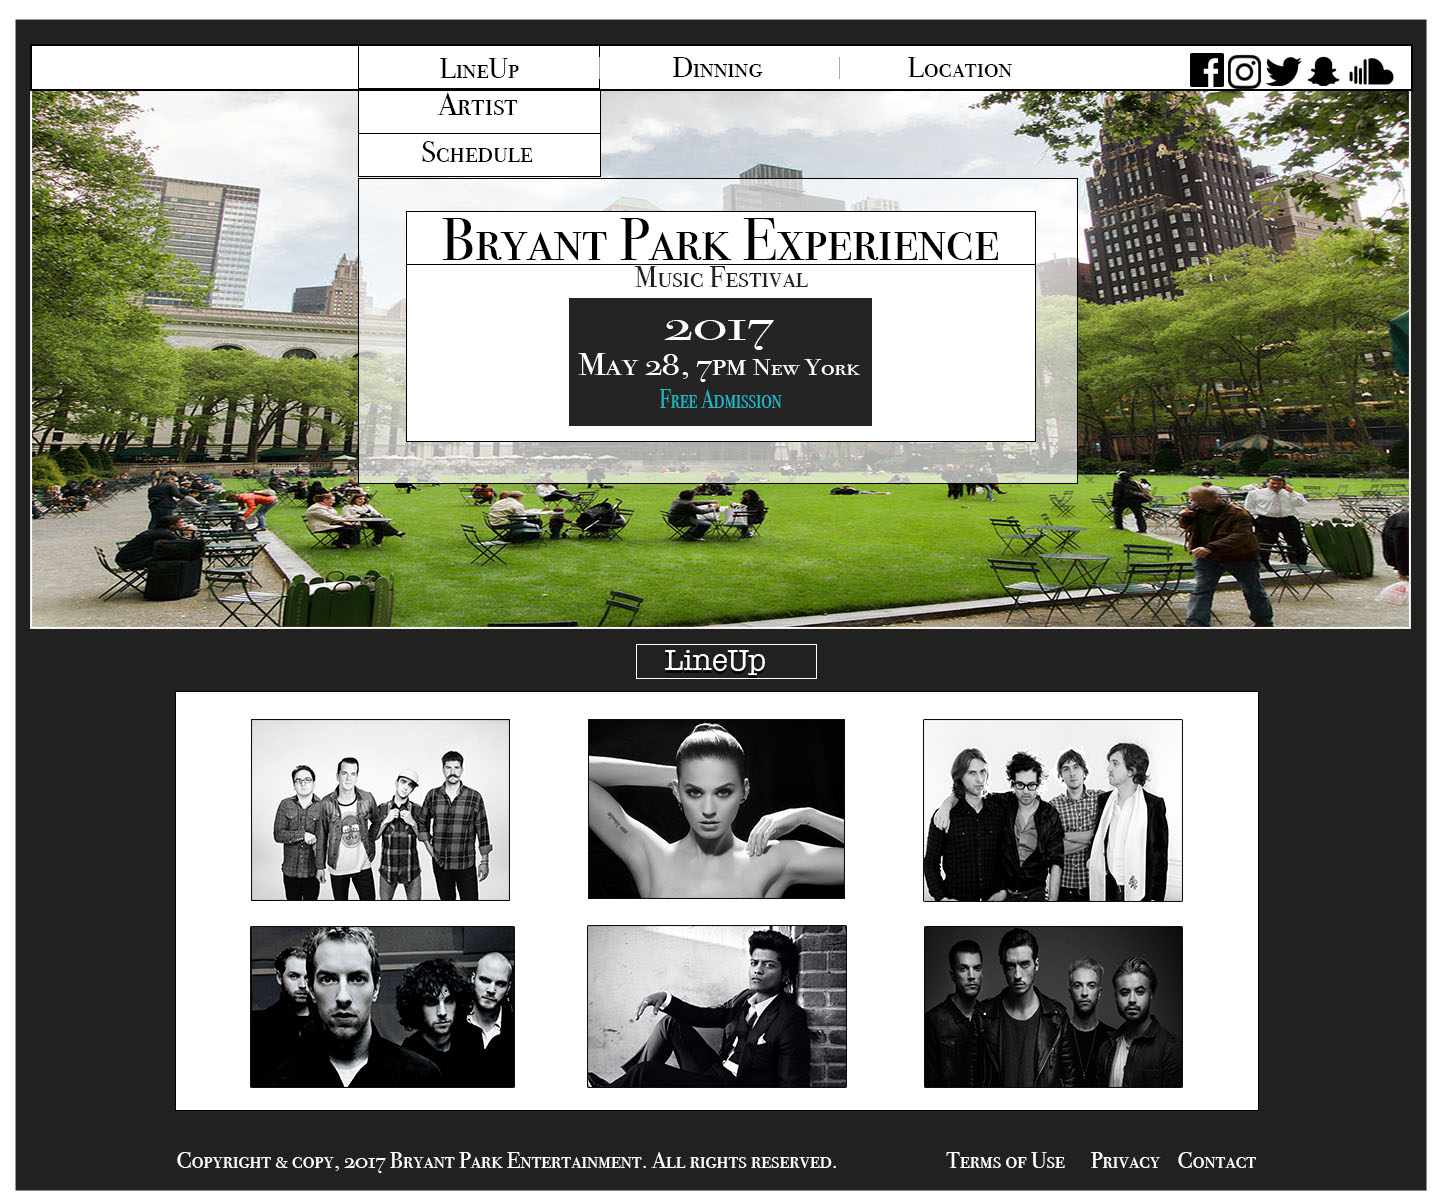 LineUp
Dinning
Location
Artist
Schedule
Bryant Park Experience
Music Festival
2017
May 28, 7pm New York
Free Admission
LineUp
Copyright & copy, 2017 Bryant Park Entertainment. All rights reserved.
Terms of Use
Privacy
Contact